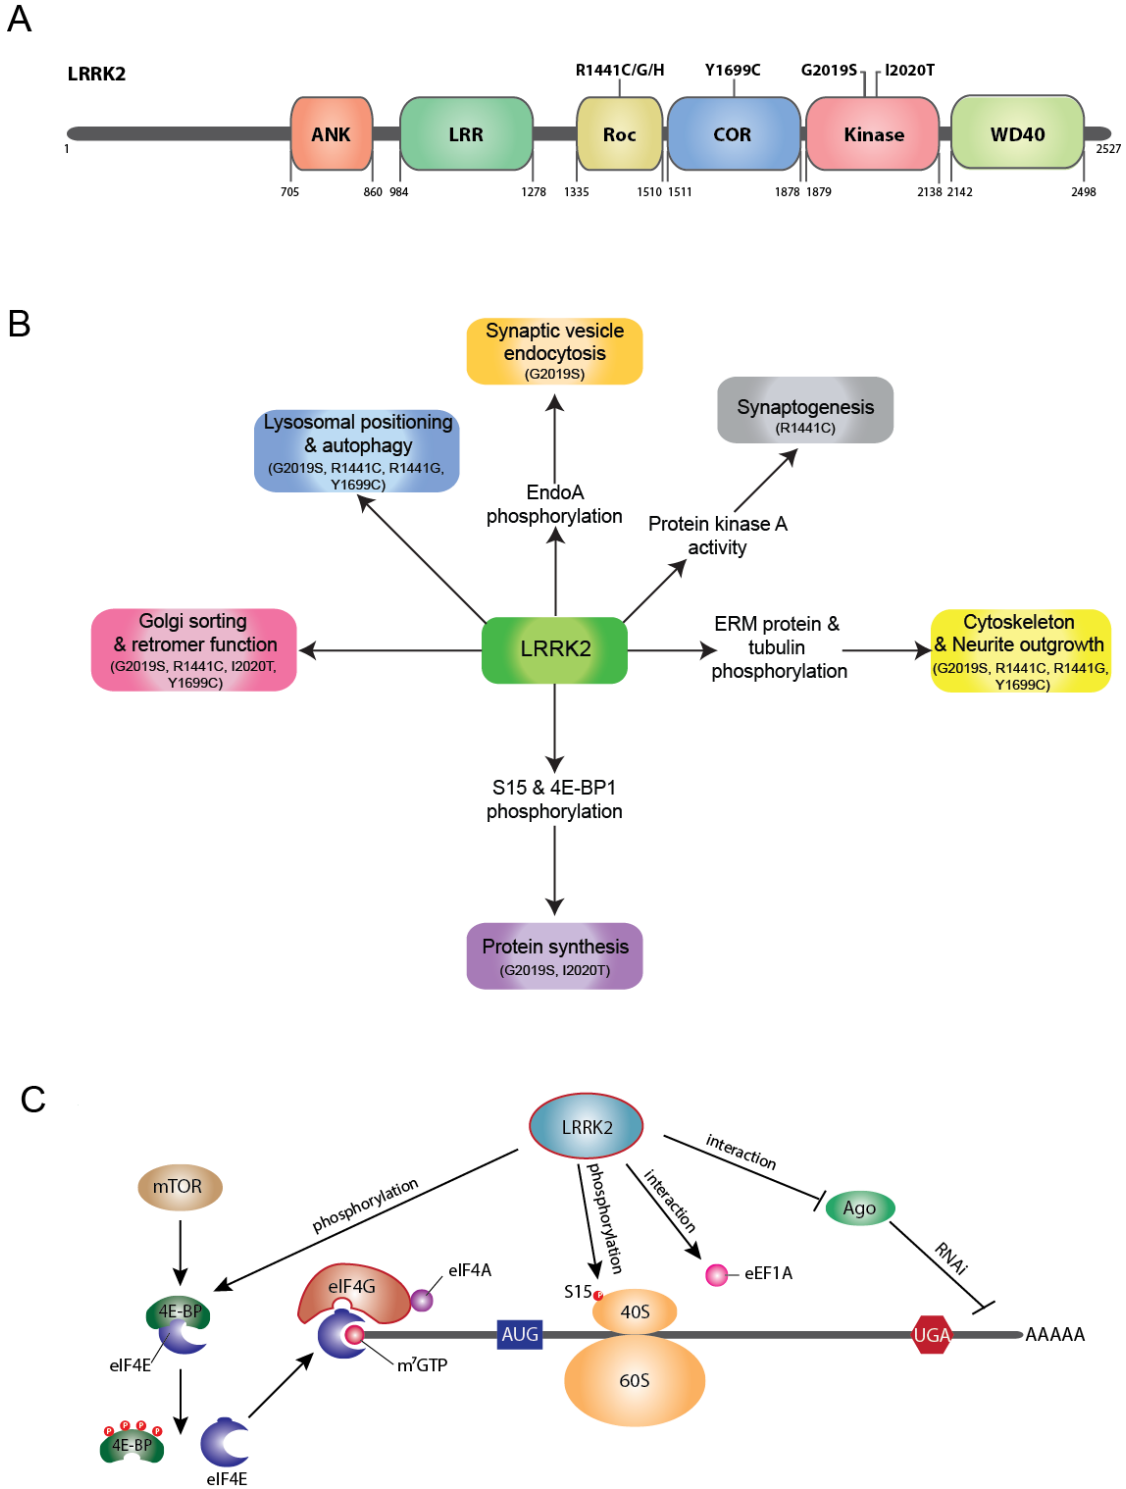 A
LRRK2
R1441C/G/H
Y1699C
G2019S
I2020T
ANK
LRR
Roc
COR
Kinase
WD40
1
2527
705
860
984
1278
1335
1510
1511
1878
1879
2138
2142
2498
B
Synaptic vesicle
endocytosis
(G2019S)
Synaptogenesis
(R1441C)
Lysosomal positioning
& autophagy
(G2019S, R1441C, R1441G,
Y1699C)
EndoA
phosphorylation
Protein kinase A
activity
Golgi sorting
& retromer function
(G2019S, R1441C, I2020T,
Y1699C)
LRRK2
ERM protein &
tubulin
phosphorylation
Cytoskeleton
& Neurite outgrowth
(G2019S, R1441C, R1441G,
Y1699C)
S15 & 4E-BP1
phosphorylation
Protein synthesis
(G2019S, I2020T)
C
LRRK2
interaction
mTOR
phosphorylation
phosphorylation
interaction
Ago
RNAi
eIF4G
eIF4A
S15
P
eEF1A
4E-BP
40S
AUG
UGA
AAAAA
eIF4E
m⁷GTP
60S
P P P P
4E-BP
eIF4E